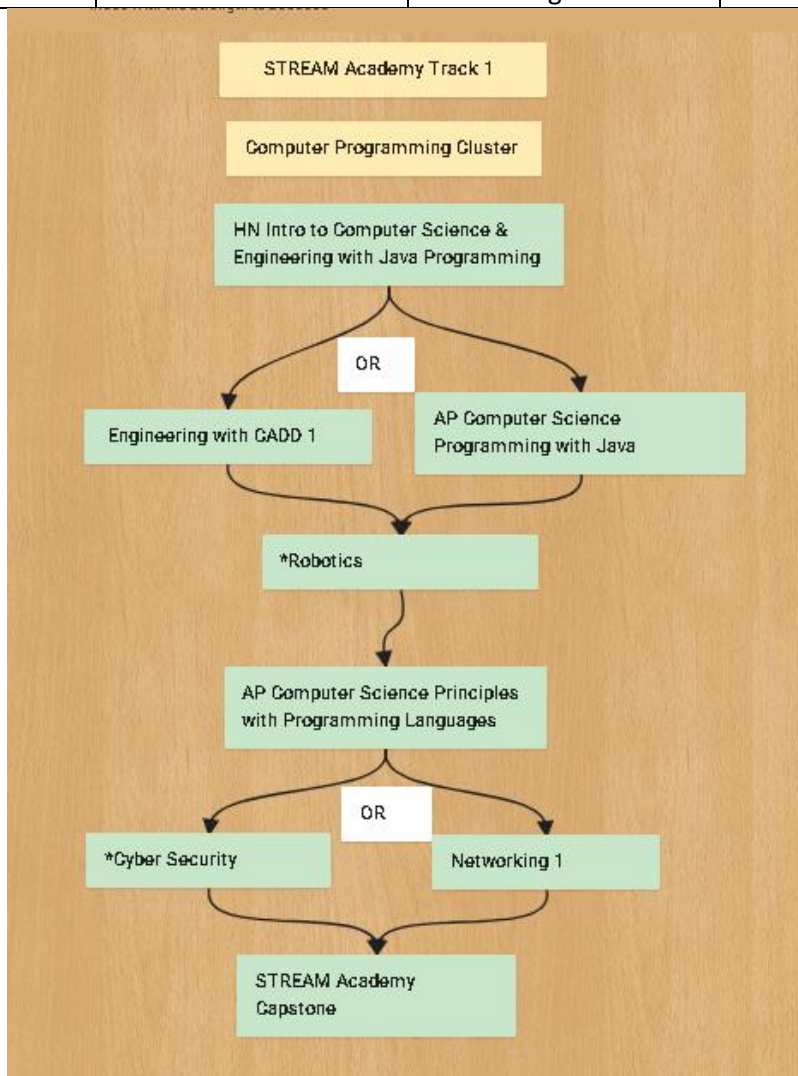 STREAM Academy Track 1
Computer Programming Cluster
HN Intro to Computer Science &
Engineering with Java Programming
OR
Engineering with CADD 1
AP Computer Science
Programming with Java
*Robotics
AP Computer Science Principles
with Programming Languages
OR
*Cyber Security
Networking 1
STREAM Academy
Capstone